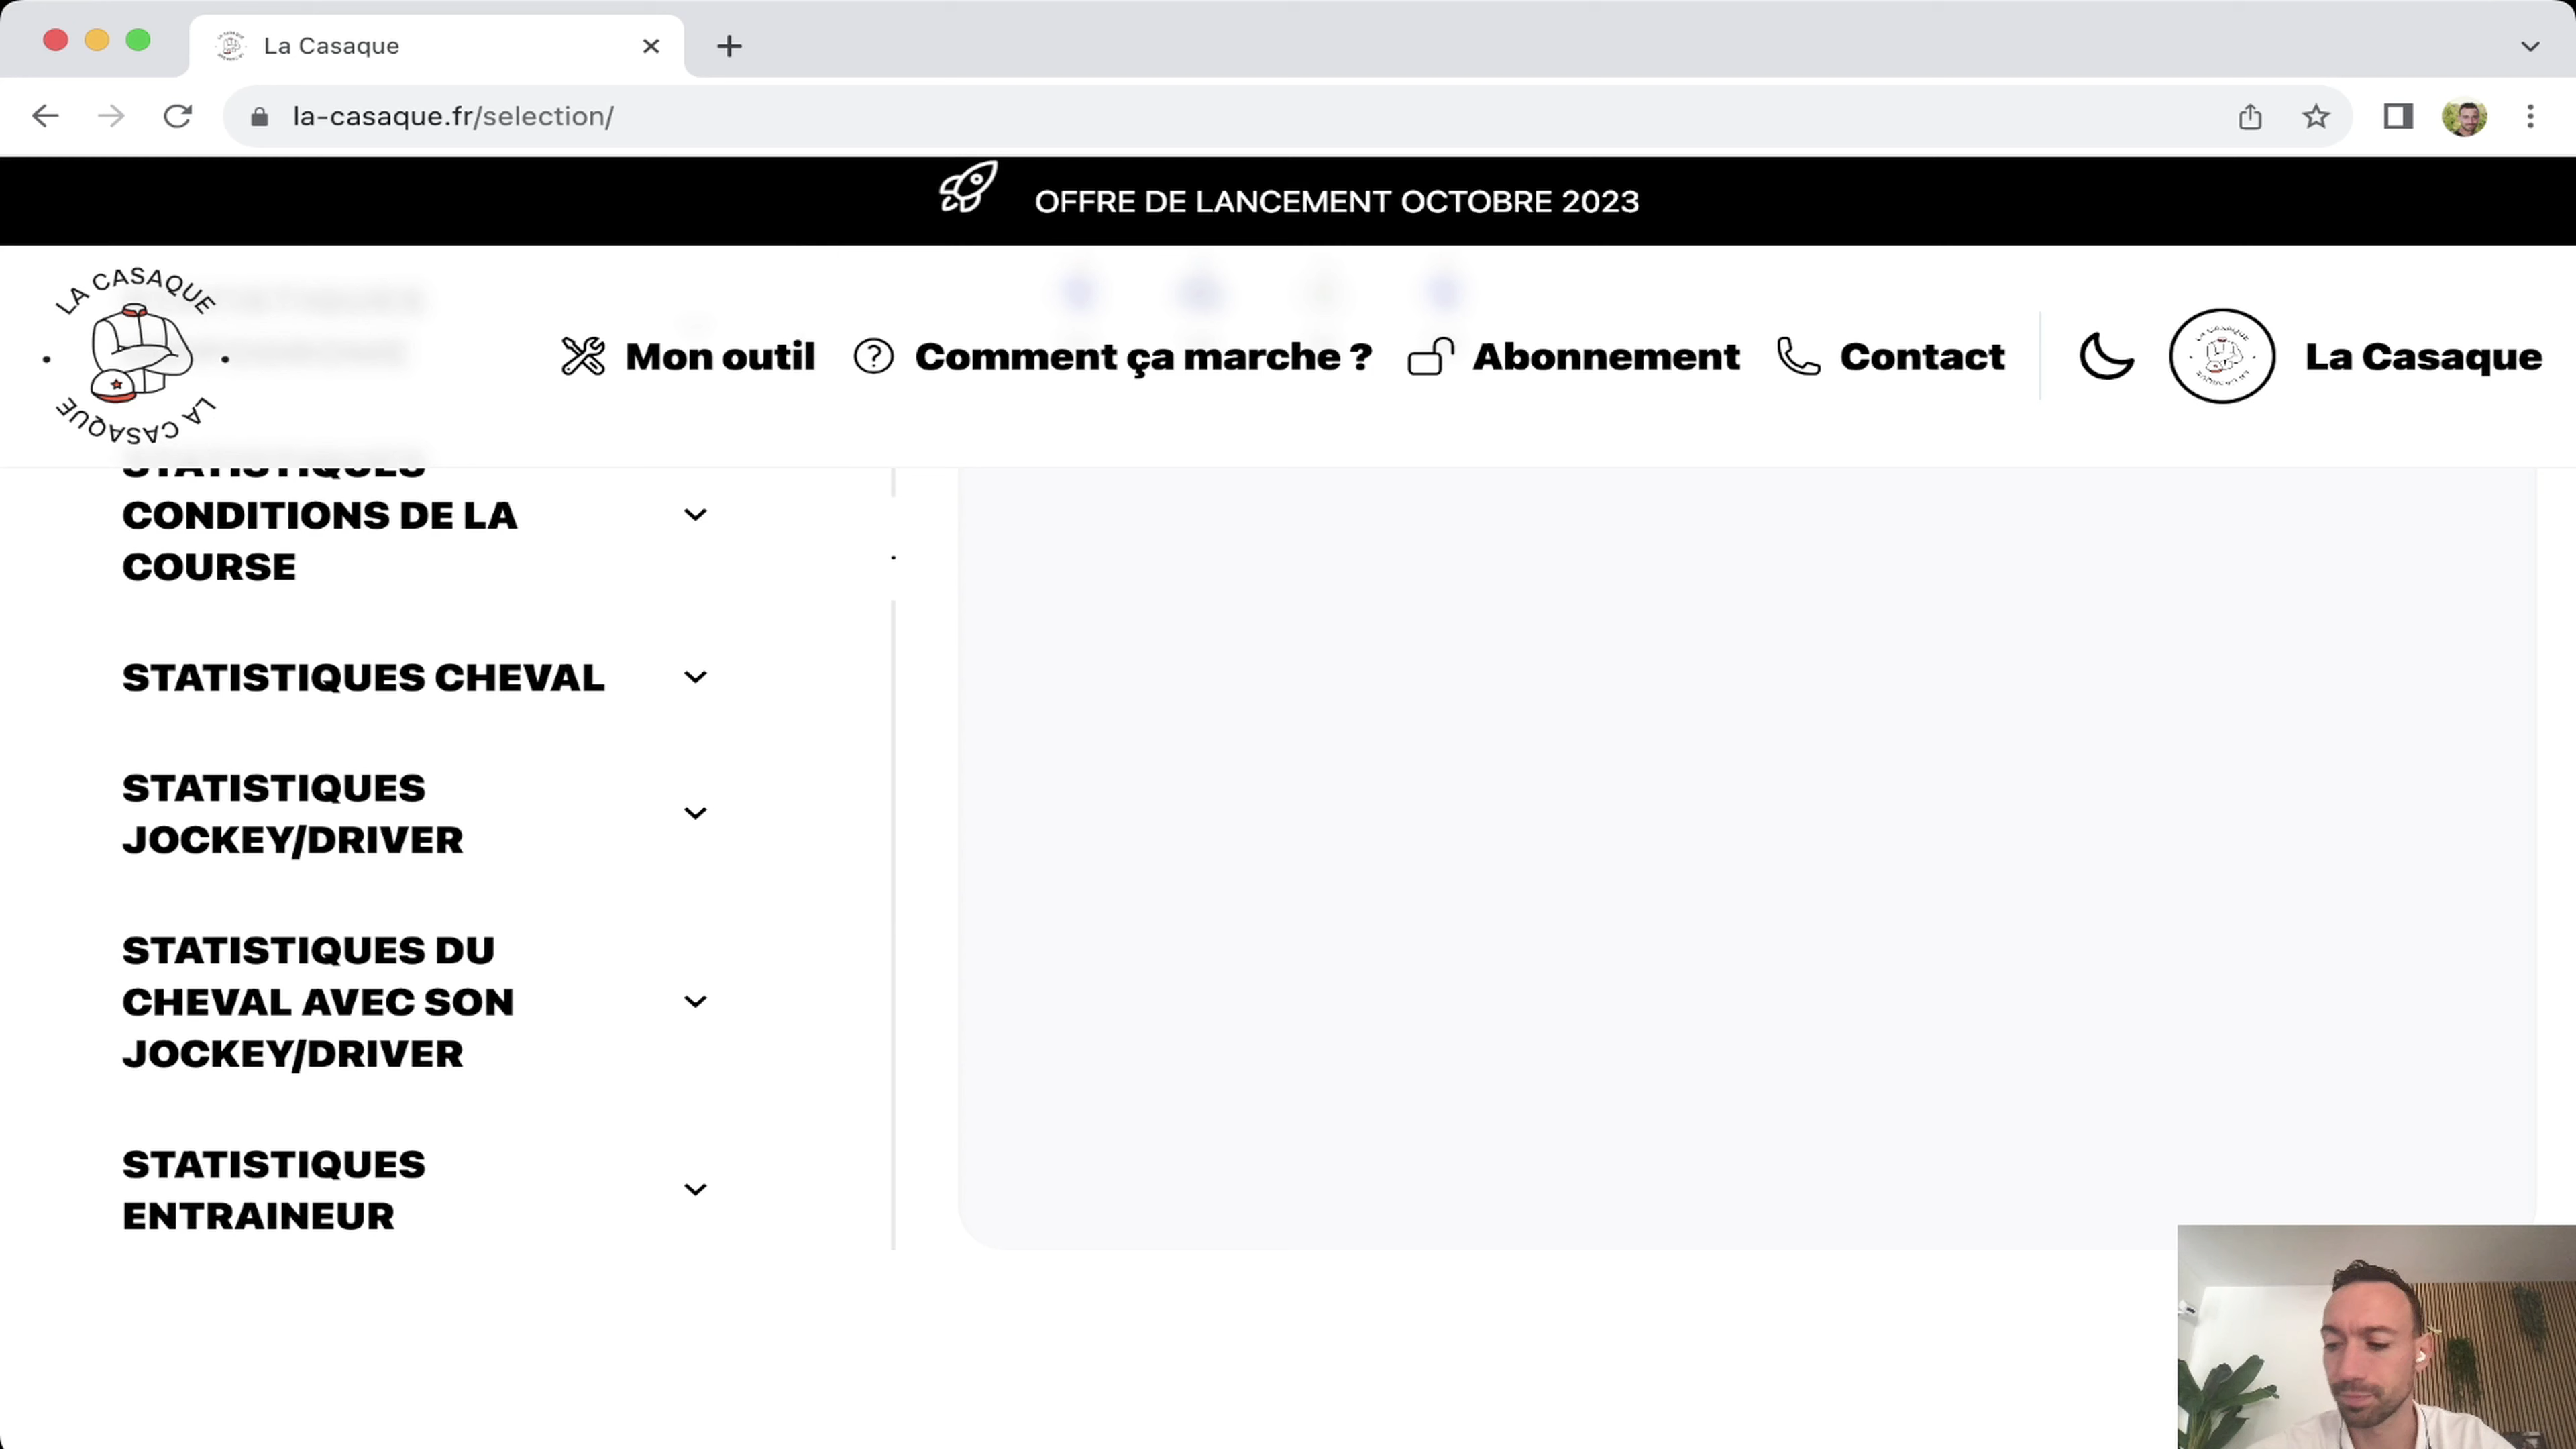 La Casaque
la-casaque.fr/selection/
OFFRE DE LANCEMENT OCTOBRE 2023
LA CASAQUE
LA CASAQUE
Mon outil
Comment ça marche ?
Abonnement
Contact
La Casaque
STATISTIQUES
CONDITIONS DE LA
COURSE
STATISTIQUES CHEVAL
STATISTIQUES
JOCKEY/DRIVER
STATISTIQUES DU
CHEVAL AVEC SON
JOCKEY/DRIVER
STATISTIQUES
ENTRAINEUR